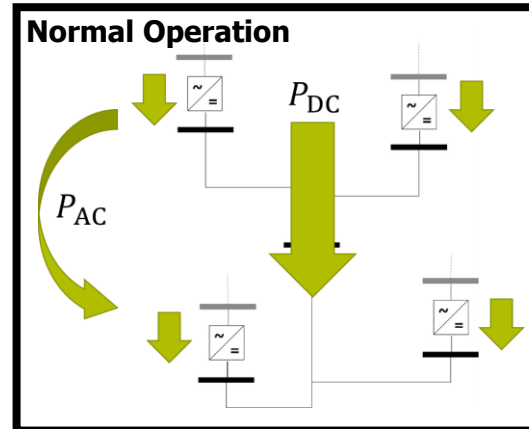 Normal Operation
~
=
~
=
P_DC
P_AC
~
=
~
=